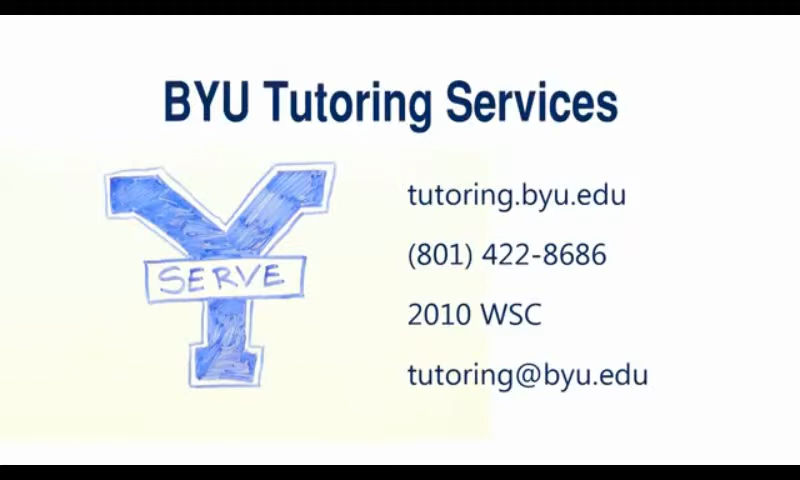 BYU Tutoring Services
SERVE
tutoring.byu.edu
(801) 422-8686
2010 WSC
tutoring@byu.edu